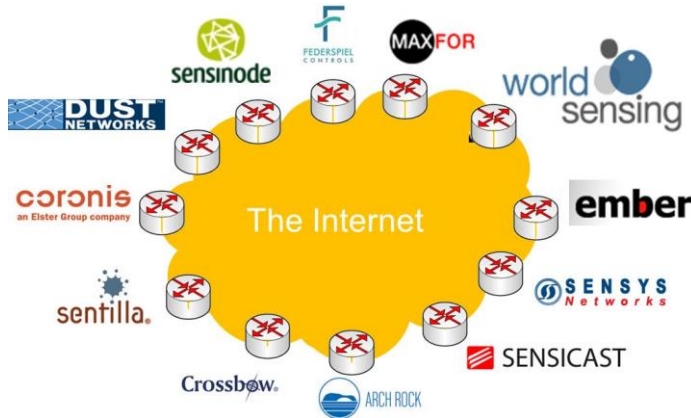 sensinode
FEDERSPIEL
CONTROLS
MAXFOR
world
sensing
DUST™
NETWORKS
coronis
an Elster Group company
The Internet
ember
sentilla®
SENSYS
Networks
SENSICAST
Crossbow®
ARCH ROCK